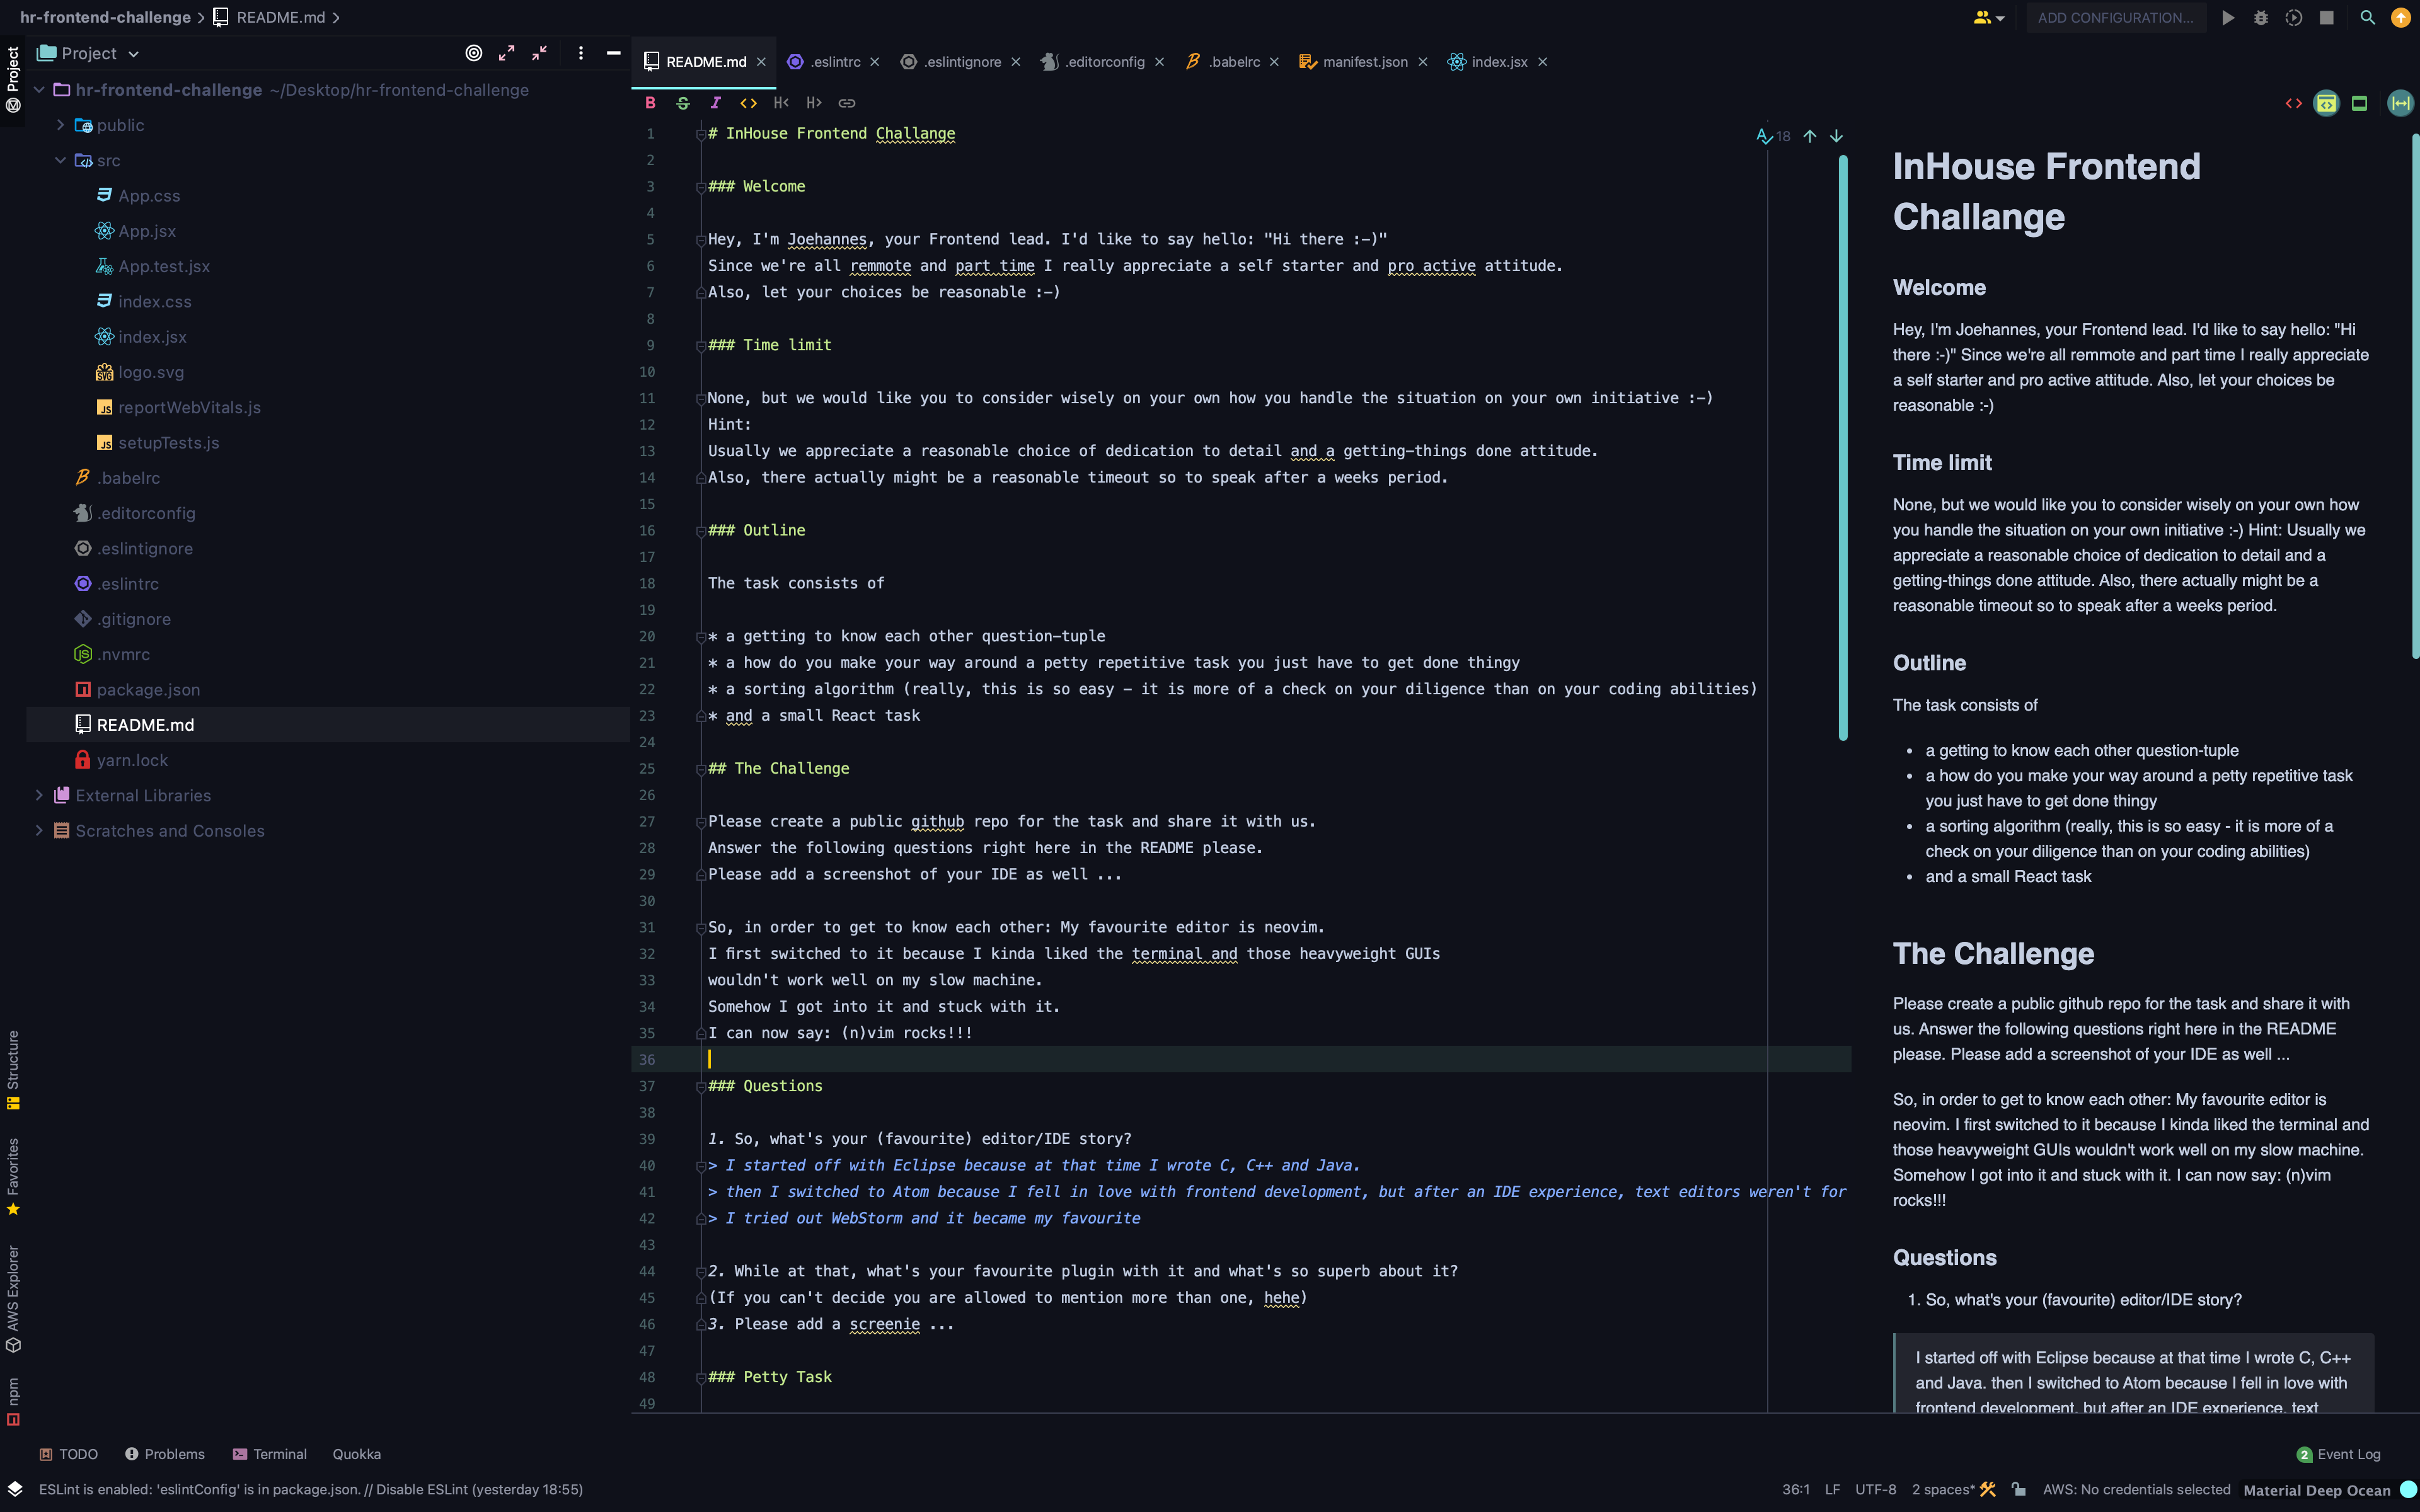 hr-frontend-challenge README.md
ADD CONFIGURATION...
Project
Project
README.md
.eslintrc
.eslintignore
.editorconfig
.babelrc
manifest.json
index.jsx
hr-frontend-challenge ~/Desktop/hr-frontend-challenge
public
src
App.css
App.jsx
App.test.jsx
index.css
index.jsx
logo.svg
reportWebVitals.js
setupTests.js
.babelrc
.editorconfig
.eslintignore
.eslintrc
.gitignore
.nvmrc
package.json
README.md
yarn.lock
External Libraries
Scratches and Consoles
Structure
Favorites
AWS Explorer
npm
B S I <> H< H>
18
1 # InHouse Frontend Challange
2
3 ### Welcome
4
5 Hey, I'm Joehannes, your Frontend lead. I'd like to say hello: "Hi there :-)"
6 Since we're all remmote and part time I really appreciate a self starter and pro active attitude.
7 Also, let your choices be reasonable :-)
8
9 ### Time limit
10
11 None, but we would like you to consider wisely on your own how you handle the situation on your own initiative :-)
12 Hint:
13 Usually we appreciate a reasonable choice of dedication to detail and a getting-things done attitude.
14 Also, there actually might be a reasonable timeout so to speak after a weeks period.
15
16 ### Outline
17
18 The task consists of
19
20 * a getting to know each other question-tuple
21 * a how do you make your way around a petty repetitive task you just have to get done thingy
22 * a sorting algorithm (really, this is so easy - it is more of a check on your diligence than on your coding abilities)
23 * and a small React task
24
25 ## The Challenge
26
27 Please create a public github repo for the task and share it with us.
28 Answer the following questions right here in the README please.
29 Please add a screenshot of your IDE as well ...
30
31 So, in order to get to know each other: My favourite editor is neovim.
32 I first switched to it because I kinda liked the terminal and those heavyweight GUIs
33 wouldn't work well on my slow machine.
34 Somehow I got into it and stuck with it.
35 I can now say: (n)vim rocks!!!
36
37 ### Questions
38
39 1. So, what's your (favourite) editor/IDE story?
40 > I started off with Eclipse because at that time I wrote C, C++ and Java.
41 > then I switched to Atom because I fell in love with frontend development, but after an IDE experience, text editors weren't for
42 > I tried out WebStorm and it became my favourite
43
44 2. While at that, what's your favourite plugin with it and what's so superb about it?
45 (If you can't decide you are allowed to mention more than one, hehe)
46 3. Please add a screenie ...
47
48 ### Petty Task
49
InHouse Frontend
Challange
Welcome
Hey, I'm Joehannes, your Frontend lead. I'd like to say hello: "Hi
there :-)" Since we're all remmote and part time I really appreciate
a self starter and pro active attitude. Also, let your choices be
reasonable :-)
Time limit
None, but we would like you to consider wisely on your own how
you handle the situation on your own initiative :-) Hint: Usually we
appreciate a reasonable choice of dedication to detail and a
getting-things done attitude. Also, there actually might be a
reasonable timeout so to speak after a weeks period.
Outline
The task consists of
• a getting to know each other question-tuple
• a how do you make your way around a petty repetitive task
you just have to get done thingy
• a sorting algorithm (really, this is so easy - it is more of a
check on your diligence than on your coding abilities)
• and a small React task
The Challenge
Please create a public github repo for the task and share it with
us. Answer the following questions right here in the README
please. Please add a screenshot of your IDE as well ...
So, in order to get to know each other: My favourite editor is
neovim. I first switched to it because I kinda liked the terminal and
those heavyweight GUIs wouldn't work well on my slow machine.
Somehow I got into it and stuck with it. I can now say: (n)vim
rocks!!!
Questions
1. So, what's your (favourite) editor/IDE story?
I started off with Eclipse because at that time I wrote C, C++
and Java. then I switched to Atom because I fell in love with
frontend development, but after an IDE experience, text
TODO Problems Terminal Quokka
2 Event Log
ESLint is enabled: 'eslintConfig' is in package.json. // Disable ESLint (yesterday 18:55)
36:1 LF UTF-8 2 spaces* AWS: No credentials selected Material Deep Ocean